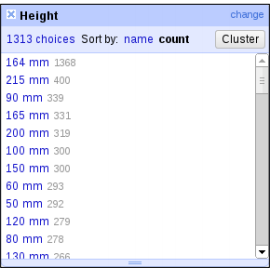 Height change
1313 choices Sort by: name count Cluster
164 mm 1368
215 mm 400
90 mm 339
165 mm 331
200 mm 319
100 mm 300
150 mm 300
60 mm 293
50 mm 292
120 mm 279
80 mm 278
130 mm 266